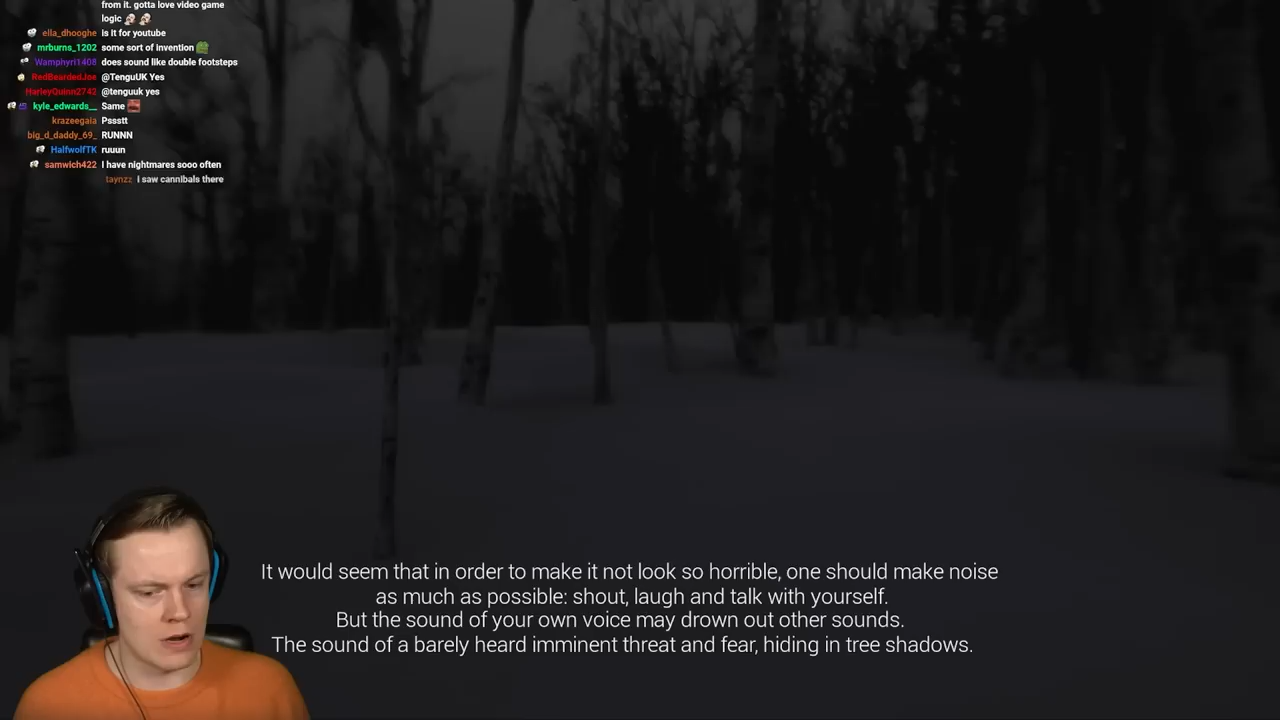 from it. gotta love video game
logic
ella_dhooghe is it for youtube
mrburns_1202 some sort of invention
Wamphyri1408 does sound like double footsteps
RedBeardedJoe @TenguUK Yes
HarleyQuinn2742 @tenguuk yes
kyle_edwards__ Same
krazeegaia Pssstt
big_d_daddy_69_ RUNNN
HalfwolfTK ruuun
samwich422 I have nightmares sooo often
taynzz i saw cannibals there
It would seem that in order to make it not look so horrible, one should make noise
as much as possible: shout, laugh and talk with yourself.
But the sound of your own voice may drown out other sounds.
The sound of a barely heard imminent threat and fear, hiding in tree shadows.